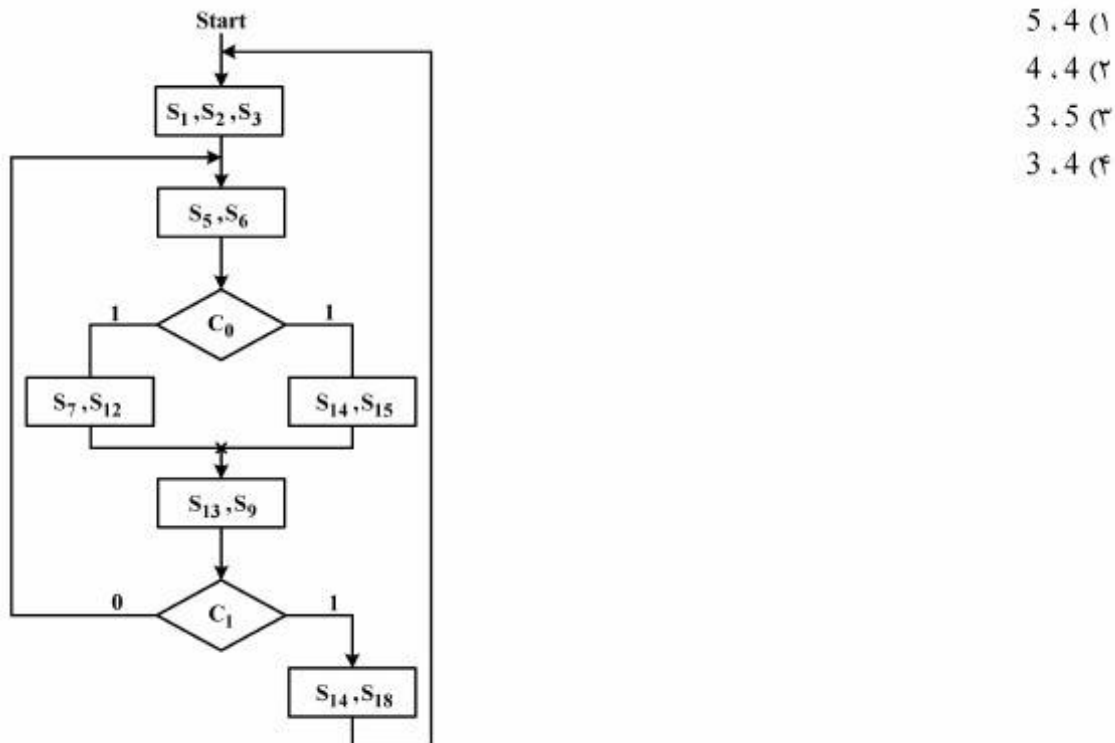 Start
S1 , S2 , S3
S5 , S6
1
C0
1
S7 , S12
S14 , S15
S13 , S9
0
C1
1
S14 , S18
۱) 4 ، 5
۲) 4 ، 4
۳) 5 ، 3
۴) 4 ، 3